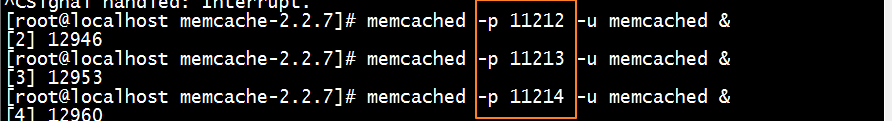 ^CSignal handled: Interrupt.
[root@localhost memcache-2.2.7]# memcached -p 11212 -u memcached &
[2] 12946
[root@localhost memcache-2.2.7]# memcached -p 11213 -u memcached &
[3] 12953
[root@localhost memcache-2.2.7]# memcached -p 11214 -u memcached &
[4] 12960